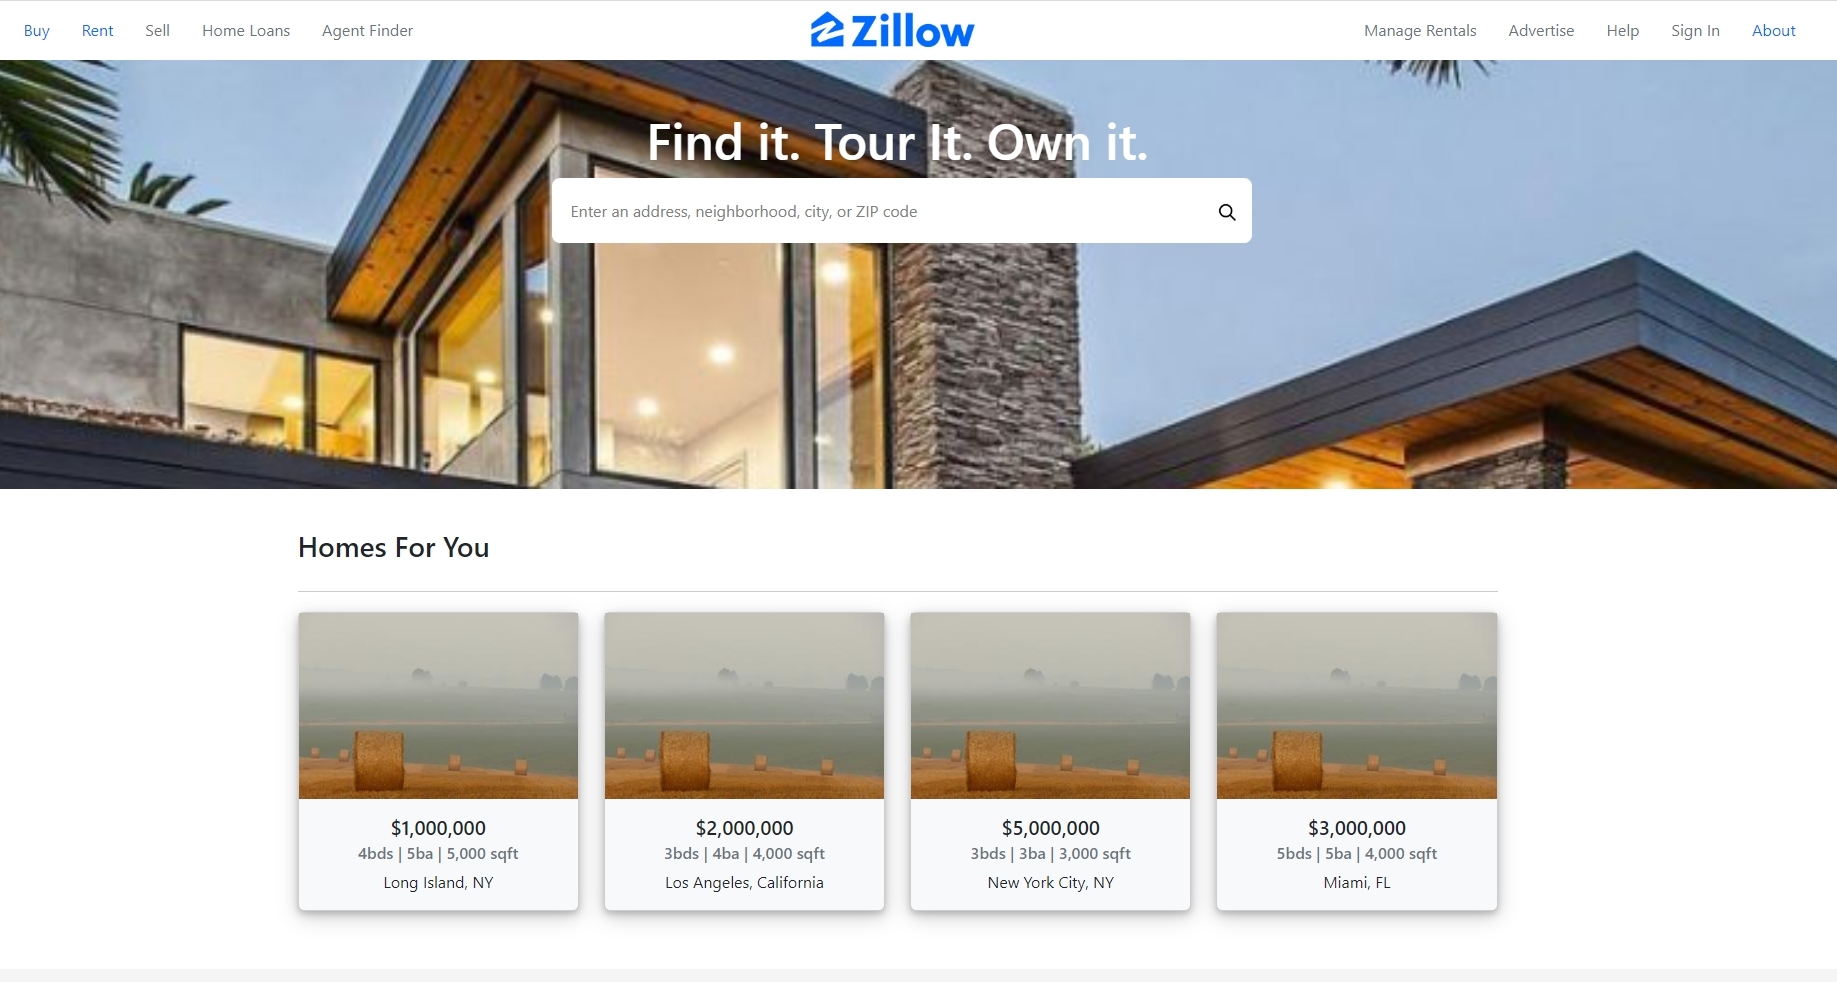 Buy Rent Sell Home Loans Agent Finder Zillow Manage Rentals Advertise Help Sign In About
Find it. Tour It. Own it.
Enter an address, neighborhood, city, or ZIP code
Homes For You
$1,000,000
4bds | 5ba | 5,000 sqft
Long Island, NY
$2,000,000
3bds | 4ba | 4,000 sqft
Los Angeles, California
$5,000,000
3bds | 3ba | 3,000 sqft
New York City, NY
$3,000,000
5bds | 5ba | 4,000 sqft
Miami, FL